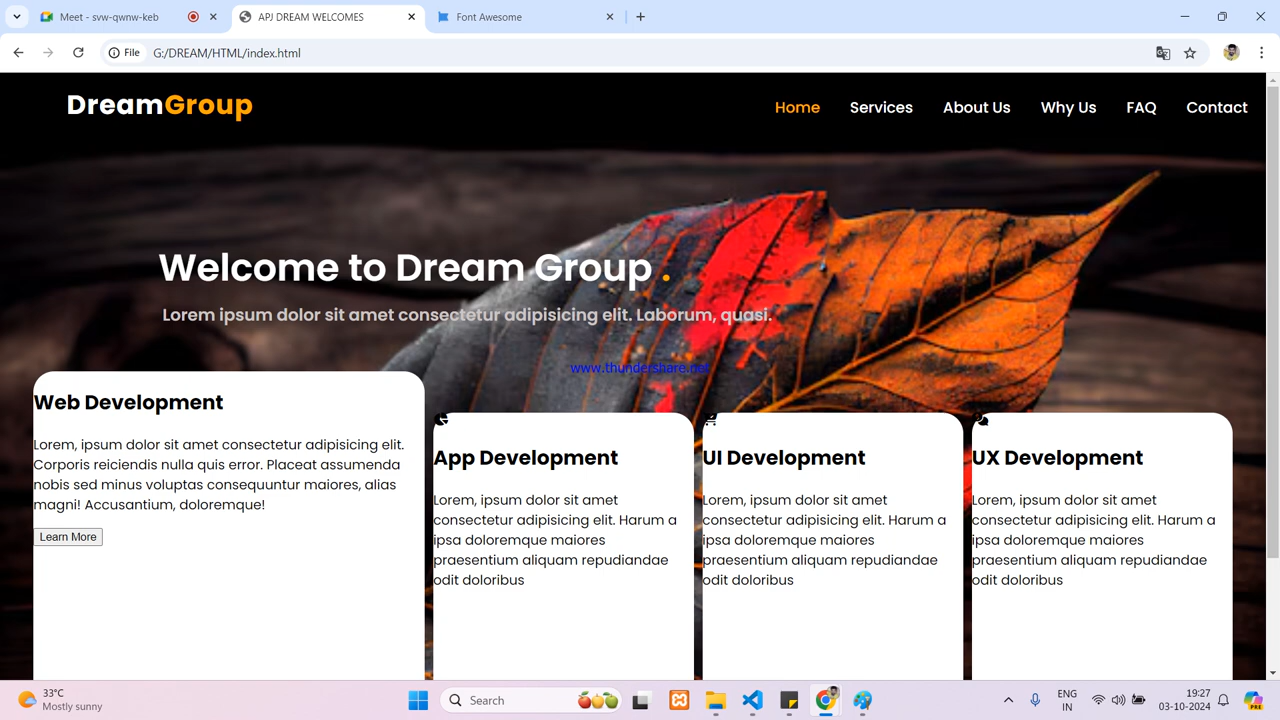 Meet - svw-qwnw-keb
APJ DREAM WELCOMES
Font Awesome
File
G:/DREAM/HTML/index.html
DreamGroup
Home
Services
About Us
Why Us
FAQ
Contact
Welcome to Dream Group .
Lorem ipsum dolor sit amet consectetur adipisicing elit. Laborum, quasi.
www.thundershare.net
Web Development
Lorem, ipsum dolor sit amet consectetur adipisicing elit.
Corporis reiciendis nulla quis error. Placeat assumenda
nobis sed minus voluptas consequuntur maiores, alias
magni! Accusantium, doloremque!
Learn More
App Development
Lorem, ipsum dolor sit amet
consectetur adipisicing elit. Harum a
ipsa doloremque maiores
praesentium aliquam repudiandae
odit doloribus
UI Development
Lorem, ipsum dolor sit amet
consectetur adipisicing elit. Harum a
ipsa doloremque maiores
praesentium aliquam repudiandae
odit doloribus
UX Development
Lorem, ipsum dolor sit amet
consectetur adipisicing elit. Harum a
ipsa doloremque maiores
praesentium aliquam repudiandae
odit doloribus
33°C
Mostly sunny
Search
ENG
IN
19:27
03-10-2024
PRE